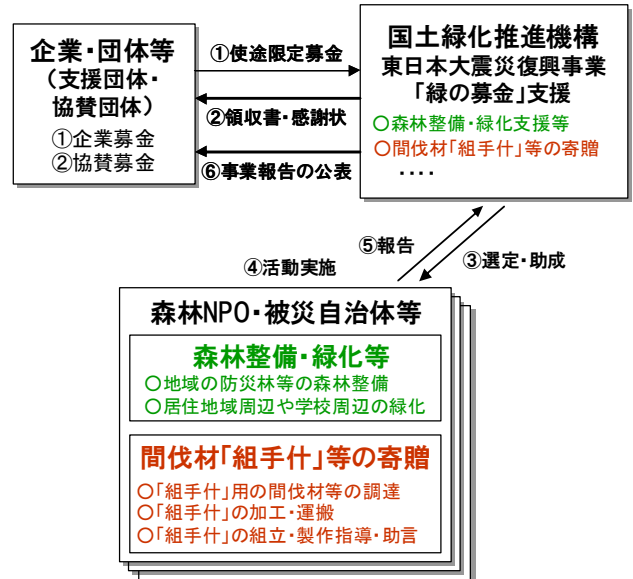 企業・団体等
(支援団体・
協賛団体)
①企業募金
②協賛募金
①使途限定募金
②領収書・感謝状
⑥事業報告の公表
国土緑化推進機構
東日本大震災復興事業
「緑の募金」支援
○森林整備・緑化支援等
○間伐材「組手什」等の寄贈
・・・・
④活動実施
⑤報告
③選定・助成
森林NPO・被災自治体等
森林整備・緑化等
○地域の防災林等の森林整備
○居住地域周辺や学校周辺の緑化
間伐材「組手什」等の寄贈
○「組手什」用の間伐材等の調達
○「組手什」の加工・運搬
○「組手什」の組立・製作指導・助言